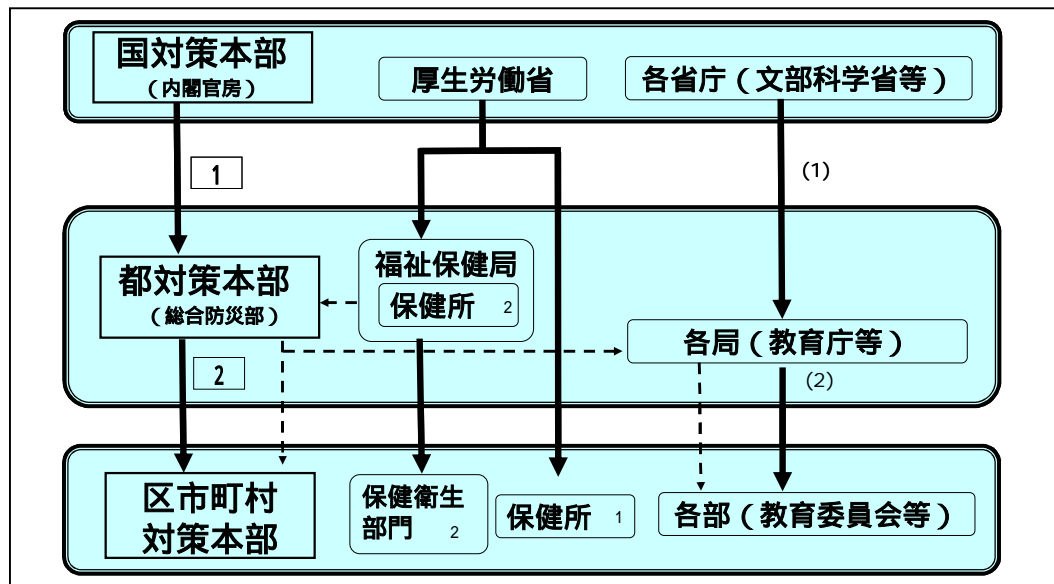 国対策本部
（内閣官房）
厚生労働省
各省庁（文部科学省等）
1
(1)
都対策本部
（総合防災部）
福祉保健局
保健所 2
各局（教育庁等）
2
(2)
区市町村
対策本部
保健衛生
部門 2
保健所 1
各部（教育委員会等）